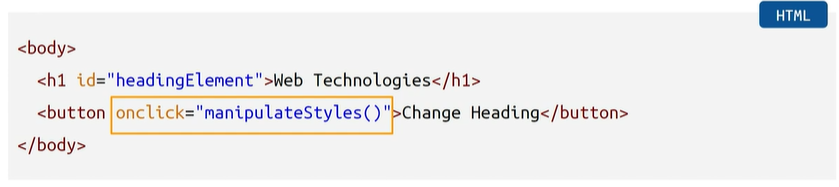 HTML
<body>
<h1 id="headingElement">Web Technologies</h1>
<button onclick="manipulateStyles()">Change Heading</button>
</body>